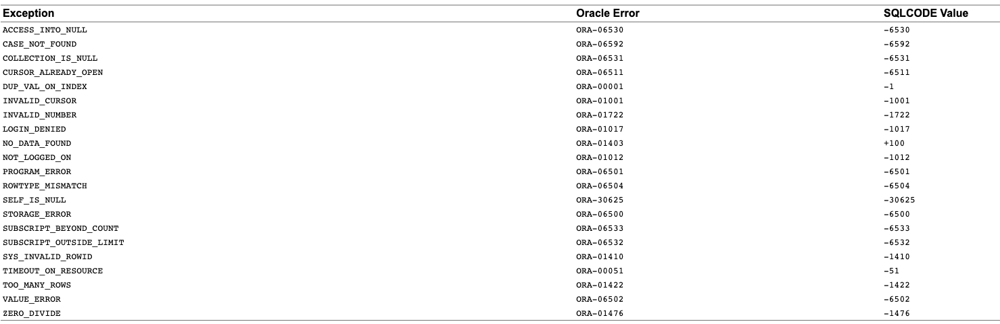 Exception Oracle Error SQLCODE Value
ACCESS_INTO_NULL ORA-06530 -6530
CASE_NOT_FOUND ORA-06592 -6592
COLLECTION_IS_NULL ORA-06531 -6531
CURSOR_ALREADY_OPEN ORA-06511 -6511
DUP_VAL_ON_INDEX ORA-00001 -1
INVALID_CURSOR ORA-01001 -1001
INVALID_NUMBER ORA-01722 -1722
LOGIN_DENIED ORA-01017 -1017
NO_DATA_FOUND ORA-01403 +100
NOT_LOGGED_ON ORA-01012 -1012
PROGRAM_ERROR ORA-06501 -6501
ROWTYPE_MISMATCH ORA-06504 -6504
SELF_IS_NULL ORA-30625 -30625
STORAGE_ERROR ORA-06500 -6500
SUBSCRIPT_BEYOND_COUNT ORA-06533 -6533
SUBSCRIPT_OUTSIDE_LIMIT ORA-06532 -6532
SYS_INVALID_ROWID ORA-01410 -1410
TIMEOUT_ON_RESOURCE ORA-00051 -51
TOO_MANY_ROWS ORA-01422 -1422
VALUE_ERROR ORA-06502 -6502
ZERO_DIVIDE ORA-01476 -1476